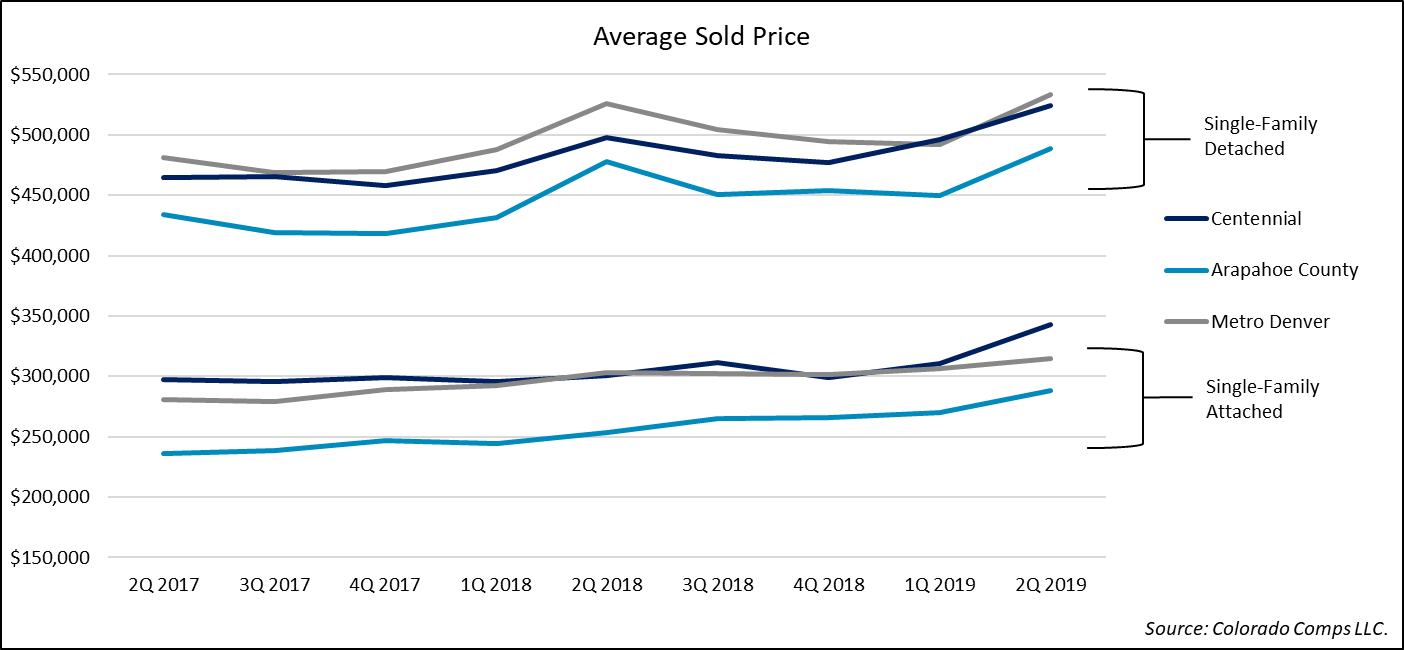 Average Sold Price
$550,000
$500,000
$450,000
$400,000
$350,000
$300,000
$250,000
$200,000
$150,000
2Q 2017 3Q 2017 4Q 2017 1Q 2018 2Q 2018 3Q 2018 4Q 2018 1Q 2019 2Q 2019
Single-Family
Detached
Centennial
Arapahoe County
Metro Denver
Single-Family
Attached
Source: Colorado Comps LLC.